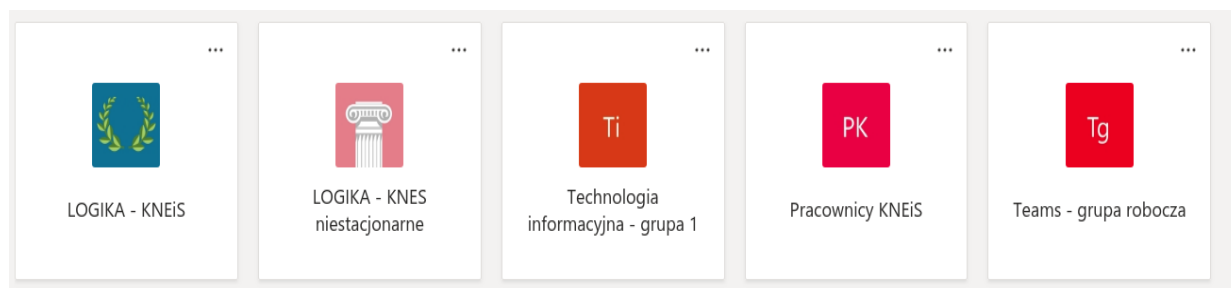 LOGIKA - KNEiS
LOGIKA - KNES
niestacjonarne
Ti
Technologia
informacyjna - grupa 1
PK
Pracownicy KNEiS
Tg
Teams - grupa robocza